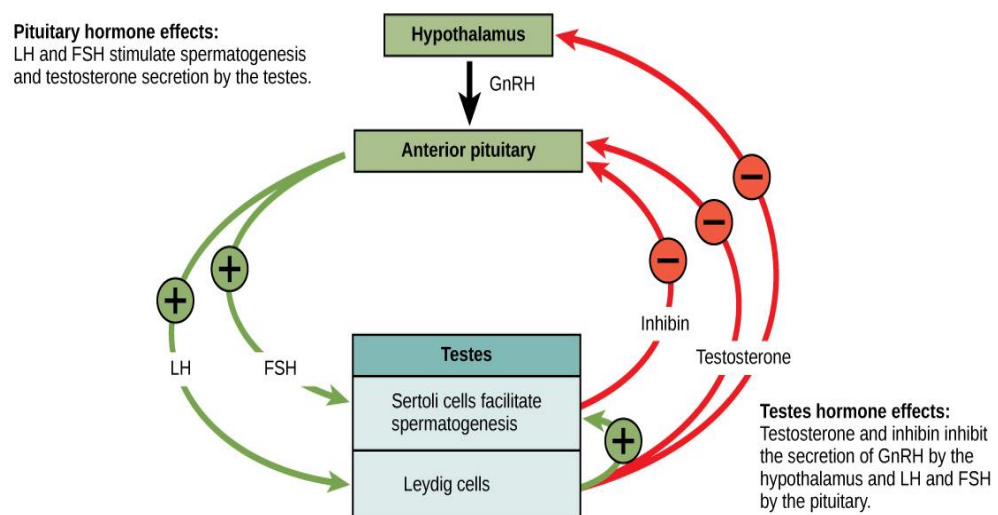 Pituitary hormone effects:
LH and FSH stimulate spermatogenesis
and testosterone secretion by the testes.
Hypothalamus
GnRH
Anterior pituitary
+
+
−
−
−
LH
FSH
Inhibin
Testosterone
Testes
Sertoli cells facilitate
spermatogenesis
+
Leydig cells
Testes hormone effects:
Testosterone and inhibin inhibit
the secretion of GnRH by the
hypothalamus and LH and FSH
by the pituitary.